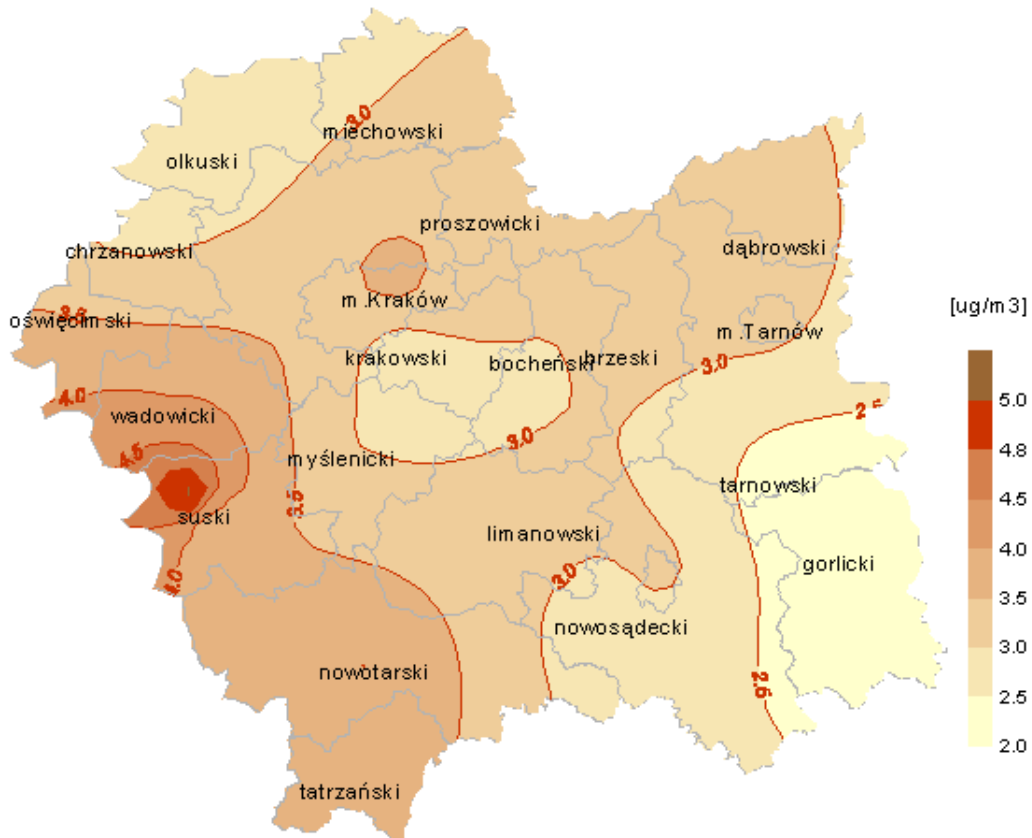 3.0
miechowski
olkuski
proszowicki
chrzanowski
dąbrowski
m.Kraków
[ug/m3]
oświęcimski
m.Tarnów
krakowski
bocheński
brzeski
3.0
5.0
4.0
wadowicki
2.5
4.8
4.5
3.0
myślenicki
tarnowski
4.5
3.5
suski
limanowski
4.0
4.0
3.0
gorlicki
3.5
nowosądecki
3.0
nowotarski
2.5
2.5
2.0
tatrzański